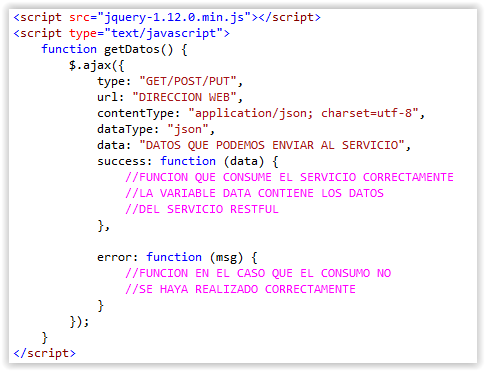 <script src="jquery-1.12.0.min.js"></script>
<script type="text/javascript">
    function getDatos() {
        $.ajax({
            type: "GET/POST/PUT",
            url: "DIRECCION WEB",
            contentType: "application/json; charset=utf-8",
            dataType: "json",
            data: "DATOS QUE PODEMOS ENVIAR AL SERVICIO",
            success: function (data) {
                //FUNCION QUE CONSUME EL SERVICIO CORRECTAMENTE
                //LA VARIABLE DATA CONTIENE LOS DATOS
                //DEL SERVICIO RESTFUL
            },

            error: function (msg) {
                //FUNCION EN EL CASO QUE EL CONSUMO NO
                //SE HAYA REALIZADO CORRECTAMENTE
            }
        });
    }
</script>